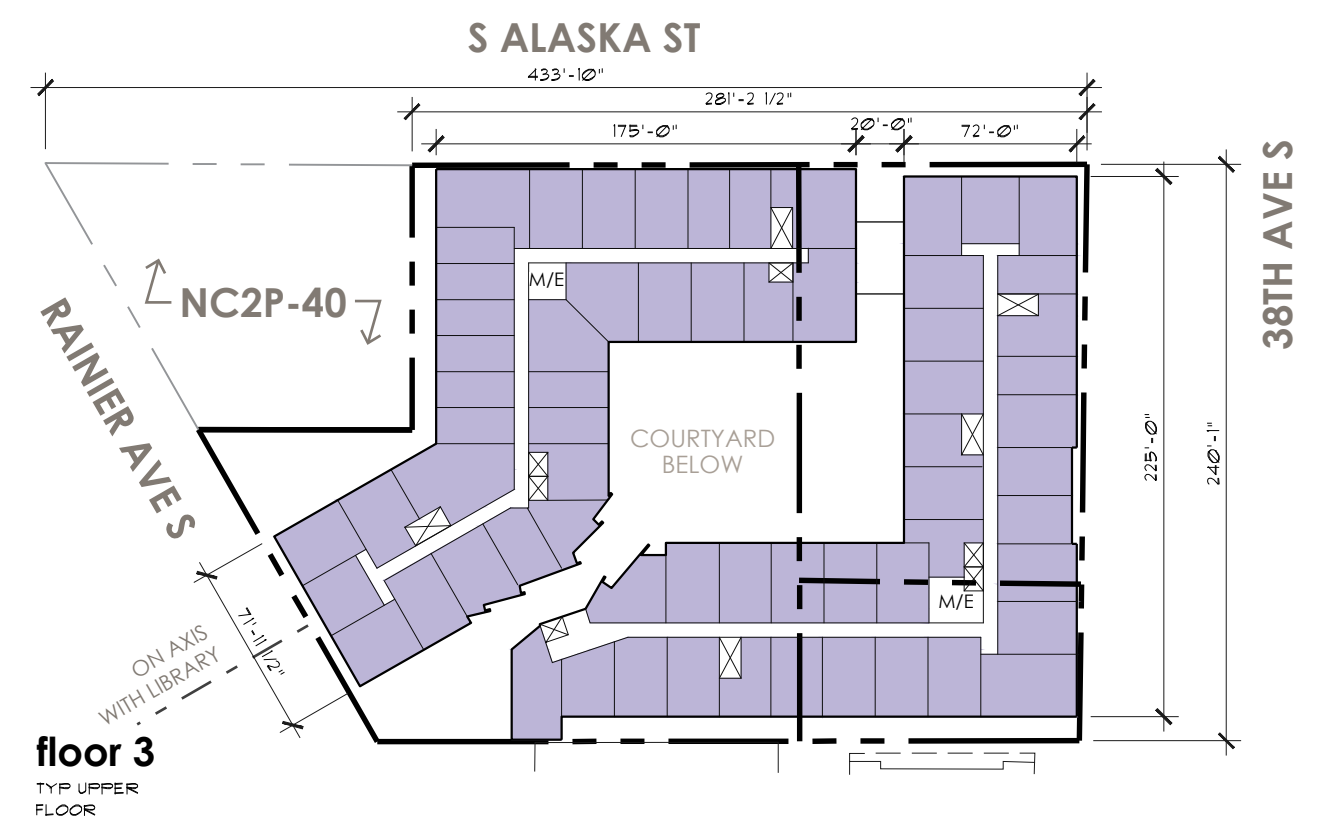 S ALASKA ST
433'-10"
281'-2 1/2"
175'-0"
20'-0"
72'-0"
38TH AVE S
NC2P-40
RAINIER AVE S
M/E
COURTYARD
BELOW
225'-0"
240'-1"
M/E
71'-11 1/2"
ON AXIS
WITH LIBRARY
floor 3
TYP UPPER
FLOOR